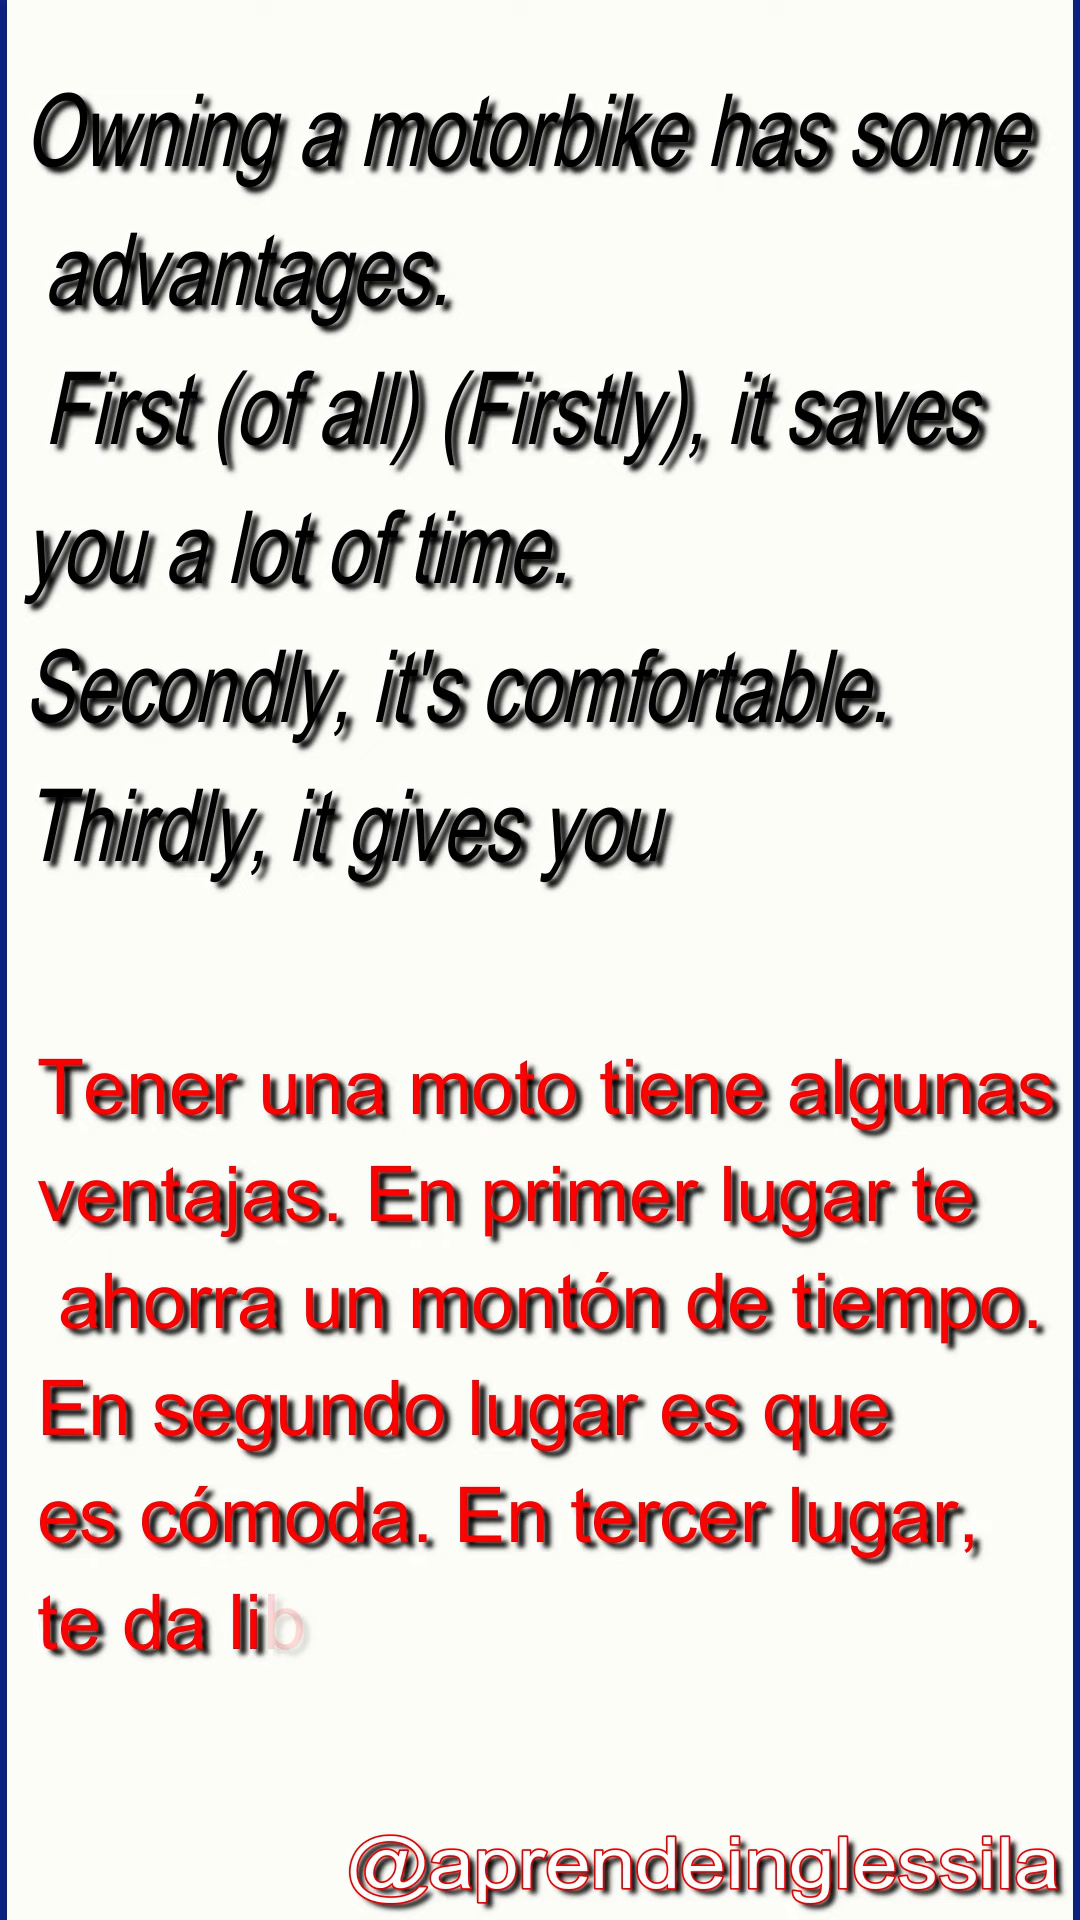 Owning a motorbike has some
advantages.
First (of all) (Firstly), it saves
you a lot of time.
Secondly, it's comfortable.
Thirdly, it gives you
Tener una moto tiene algunas
ventajas. En primer lugar te
ahorra un montón de tiempo.
En segundo lugar es que
es cómoda. En tercer lugar,
te da lib
@aprendeinglessila